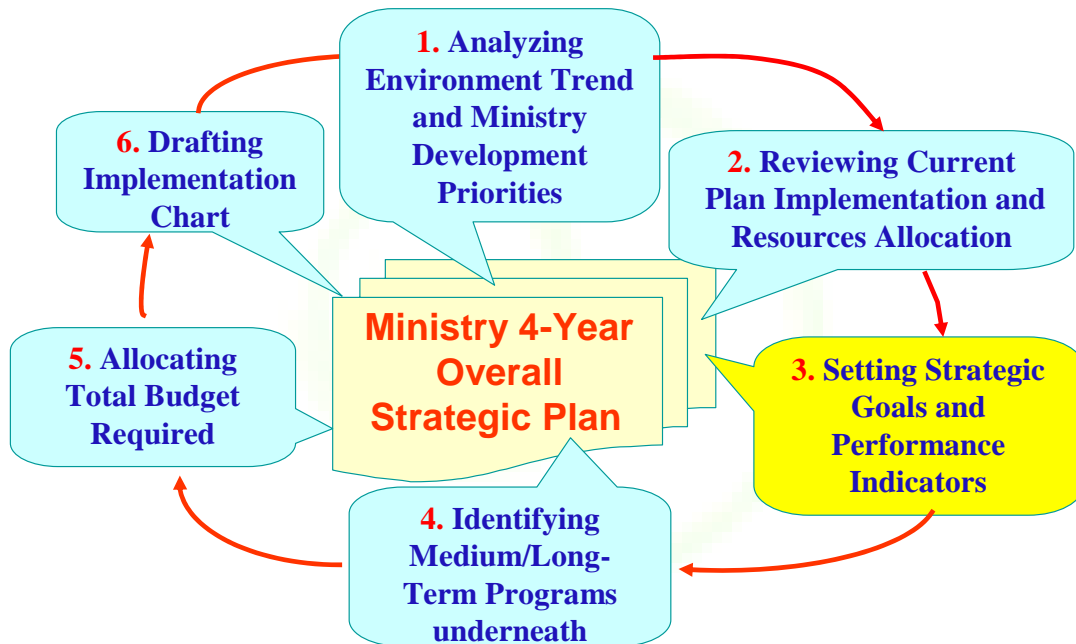 1. Analyzing
Environment Trend
and Ministry
Development
Priorities
2. Reviewing Current
Plan Implementation and
Resources Allocation
3. Setting Strategic
Goals and
Performance
Indicators
4. Identifying
Medium/Long-
Term Programs
underneath
5. Allocating
Total Budget
Required
6. Drafting
Implementation
Chart
Ministry 4-Year
Overall
Strategic Plan